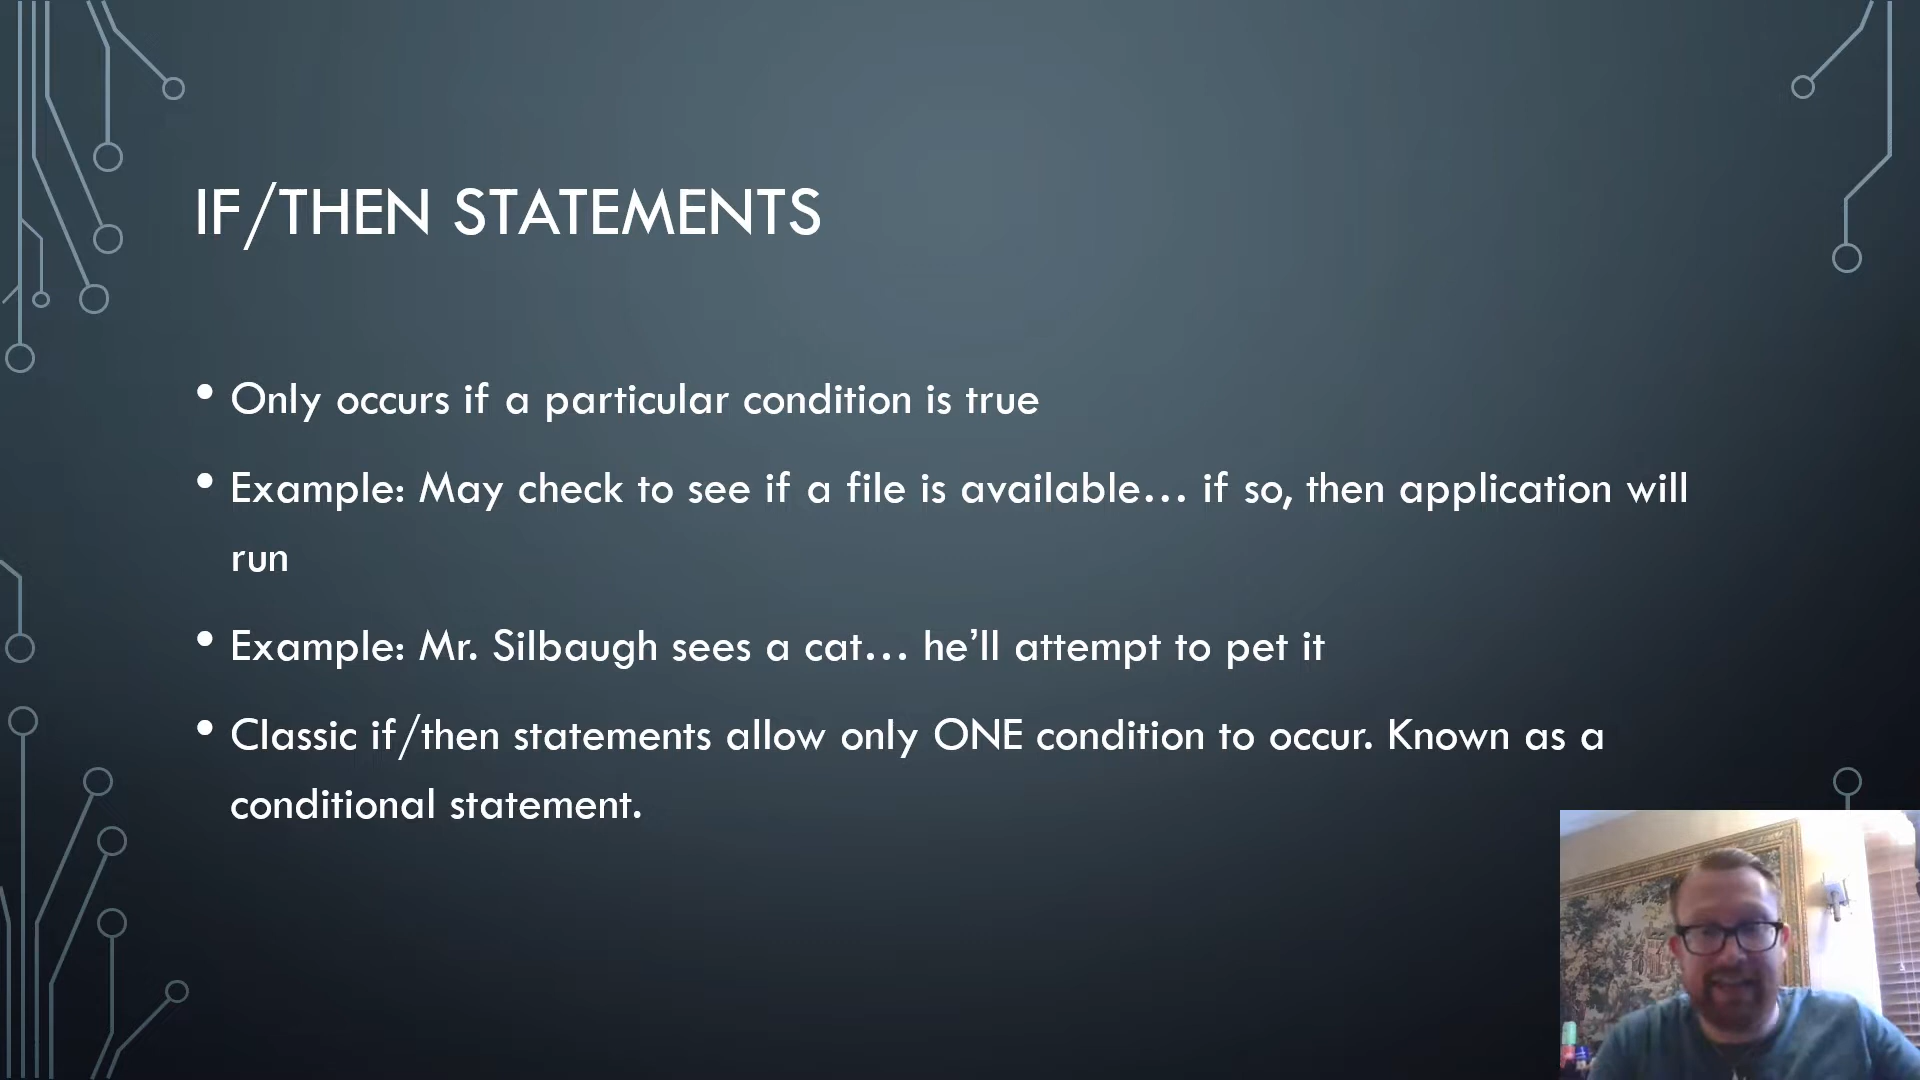 IF/THEN STATEMENTS
• Only occurs if a particular condition is true
• Example: May check to see if a file is available… if so, then application will
run
• Example: Mr. Silbaugh sees a cat… he’ll attempt to pet it
• Classic if/then statements allow only ONE condition to occur. Known as a
conditional statement.